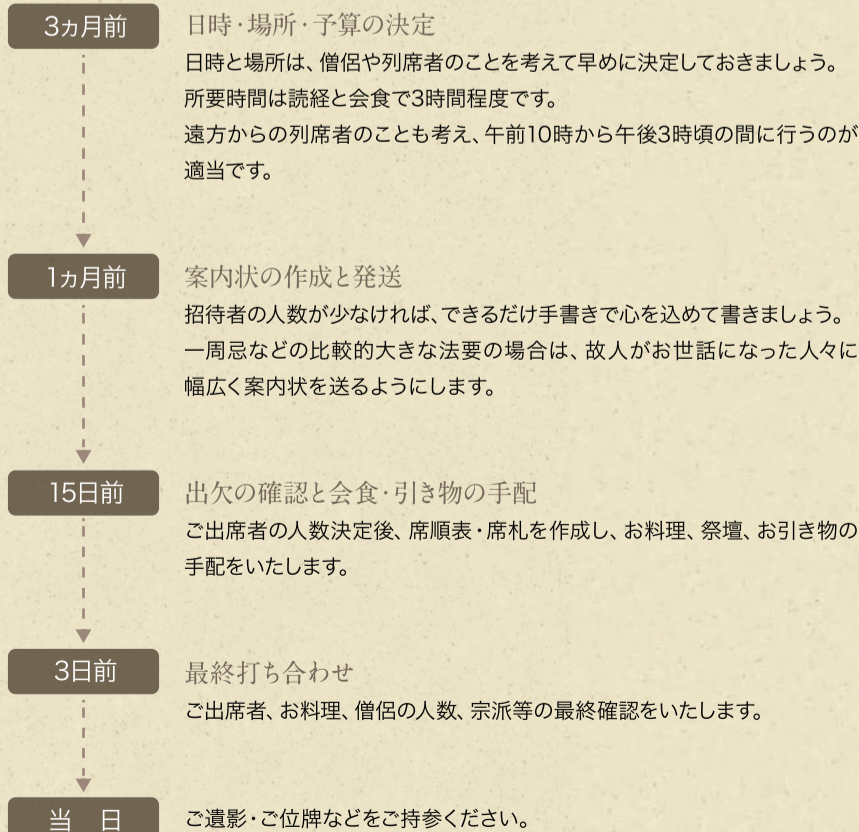 3ヵ月前
日時・場所・予算の決定
日時と場所は、僧侶や列席者のことを考えて早めに決定しておきましょう。
所要時間は読経と会食で3時間程度です。
遠方からの列席者のことも考え、午前10時から午後3時頃の間に行うのが
適当です。
1ヵ月前
案内状の作成と発送
招待者の人数が少なければ、できるだけ手書きで心を込めて書きましょう。
一周忌などの比較的大きな法要の場合は、故人がお世話になった人々に
幅広く案内状を送るようにします。
15日前
出欠の確認と会食・引き物の手配
ご出席者の人数決定後、席順表・席札を作成し、お料理、祭壇、お引き物の
手配をいたします。
3日前
最終打ち合わせ
ご出席者、お料理、僧侶の人数、宗派等の最終確認をいたします。
当　日
ご遺影・ご位牌などをご持参ください。